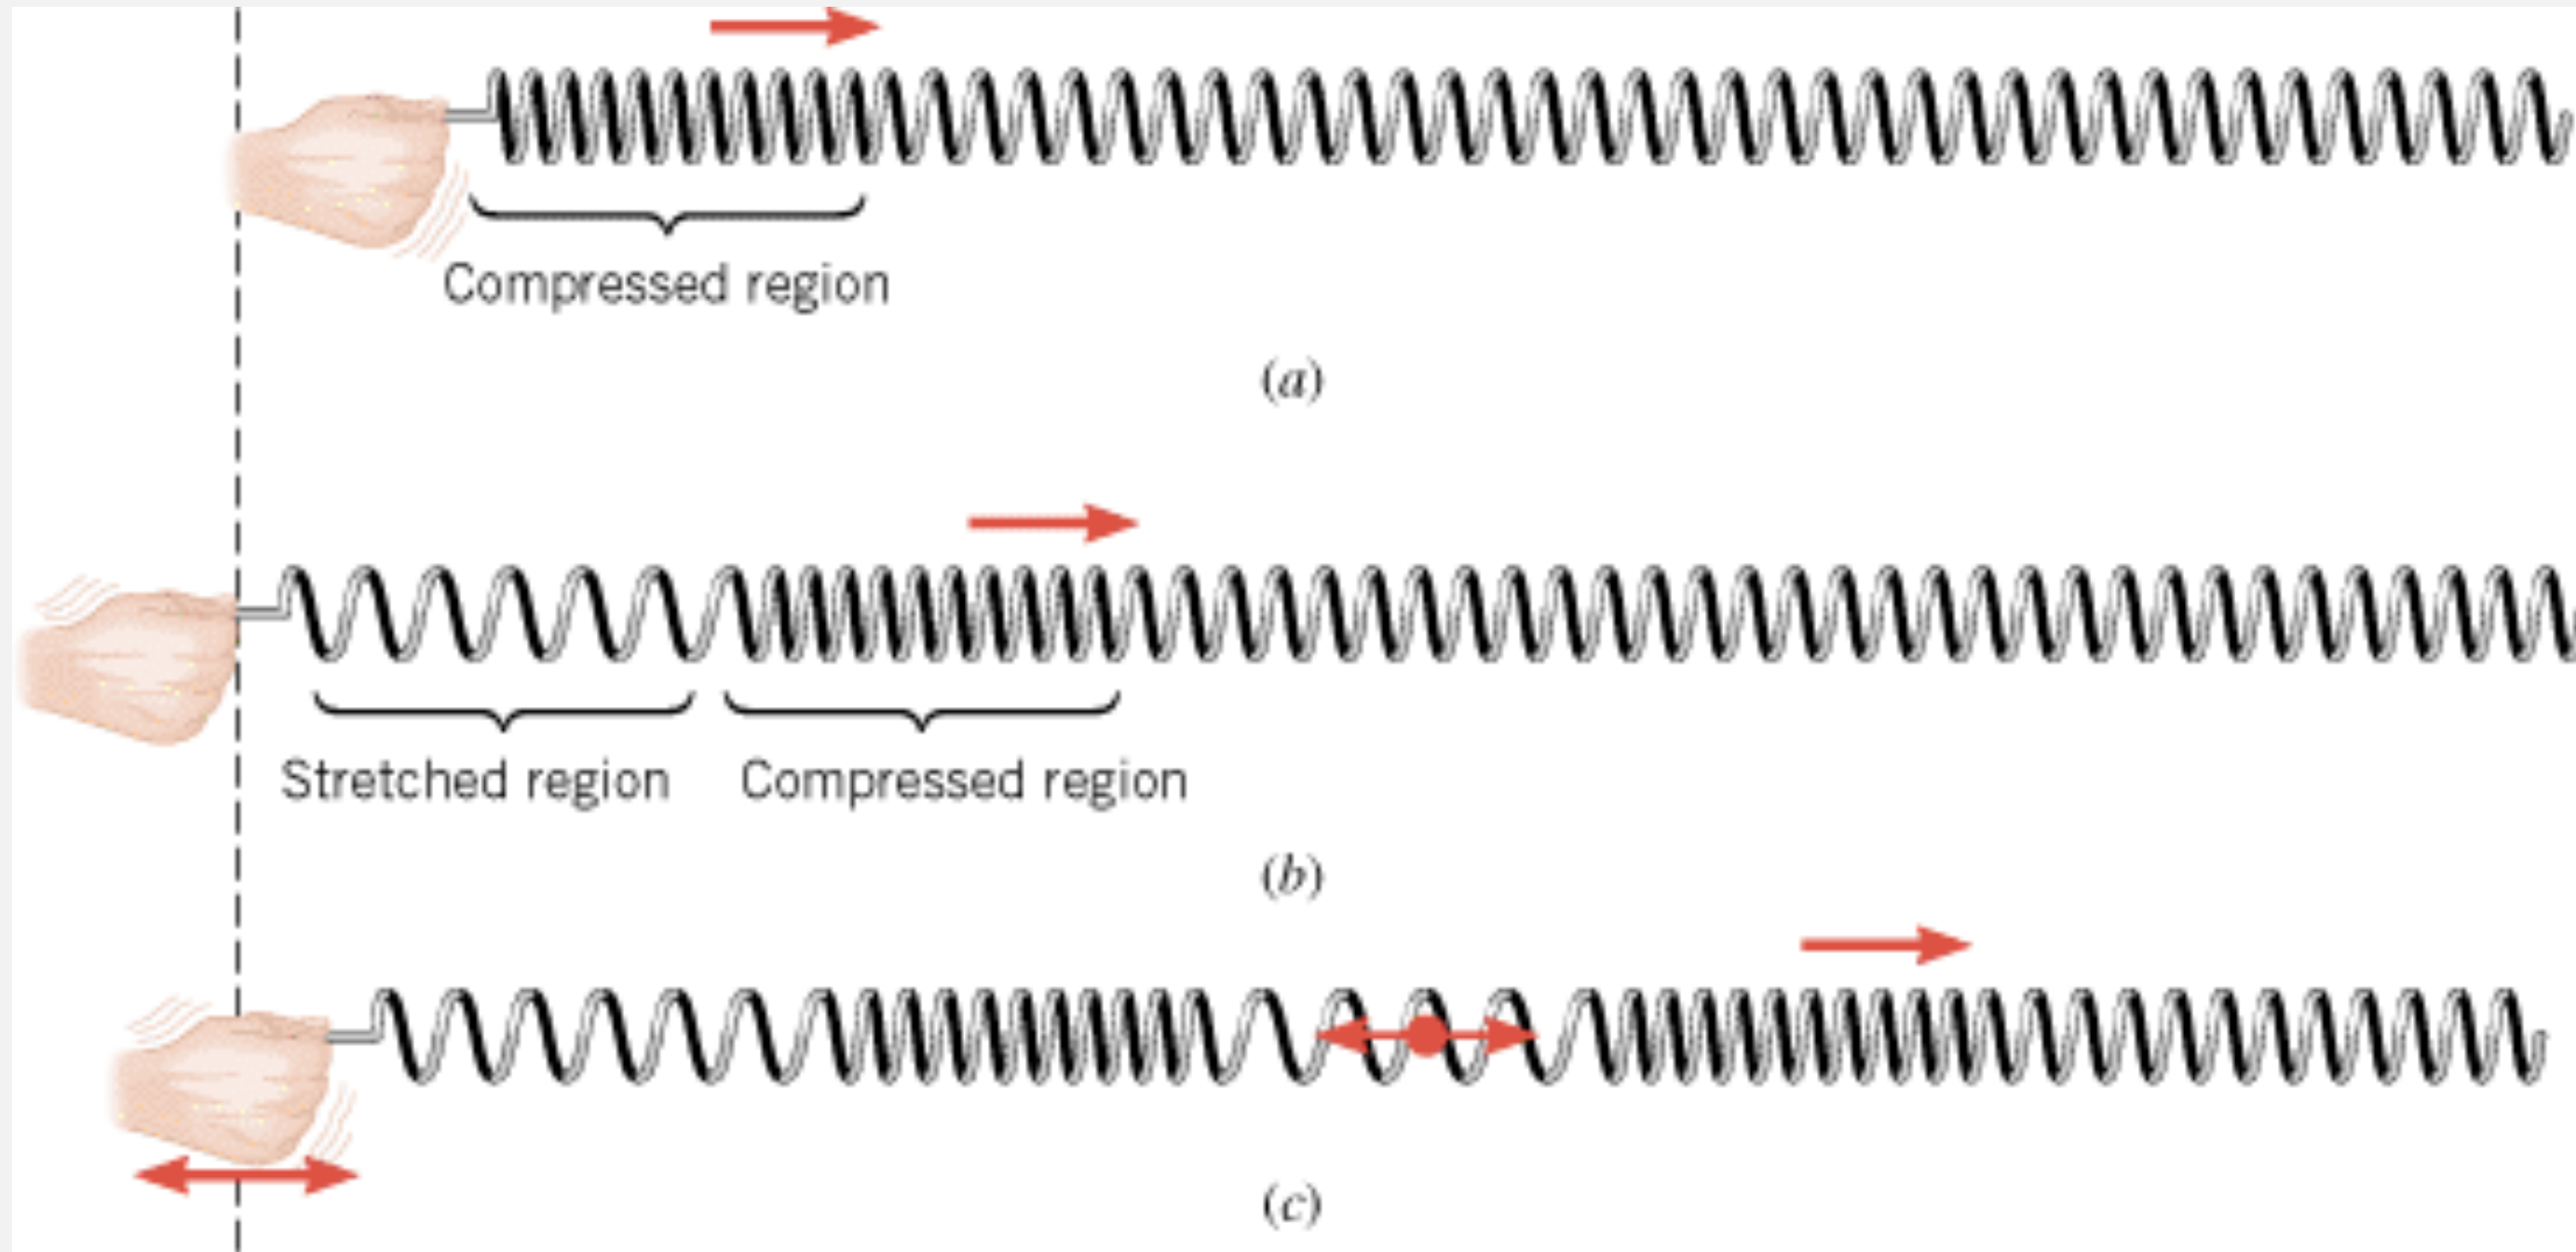 Compressed region
(a)
Stretched region Compressed region
(b)
(c)